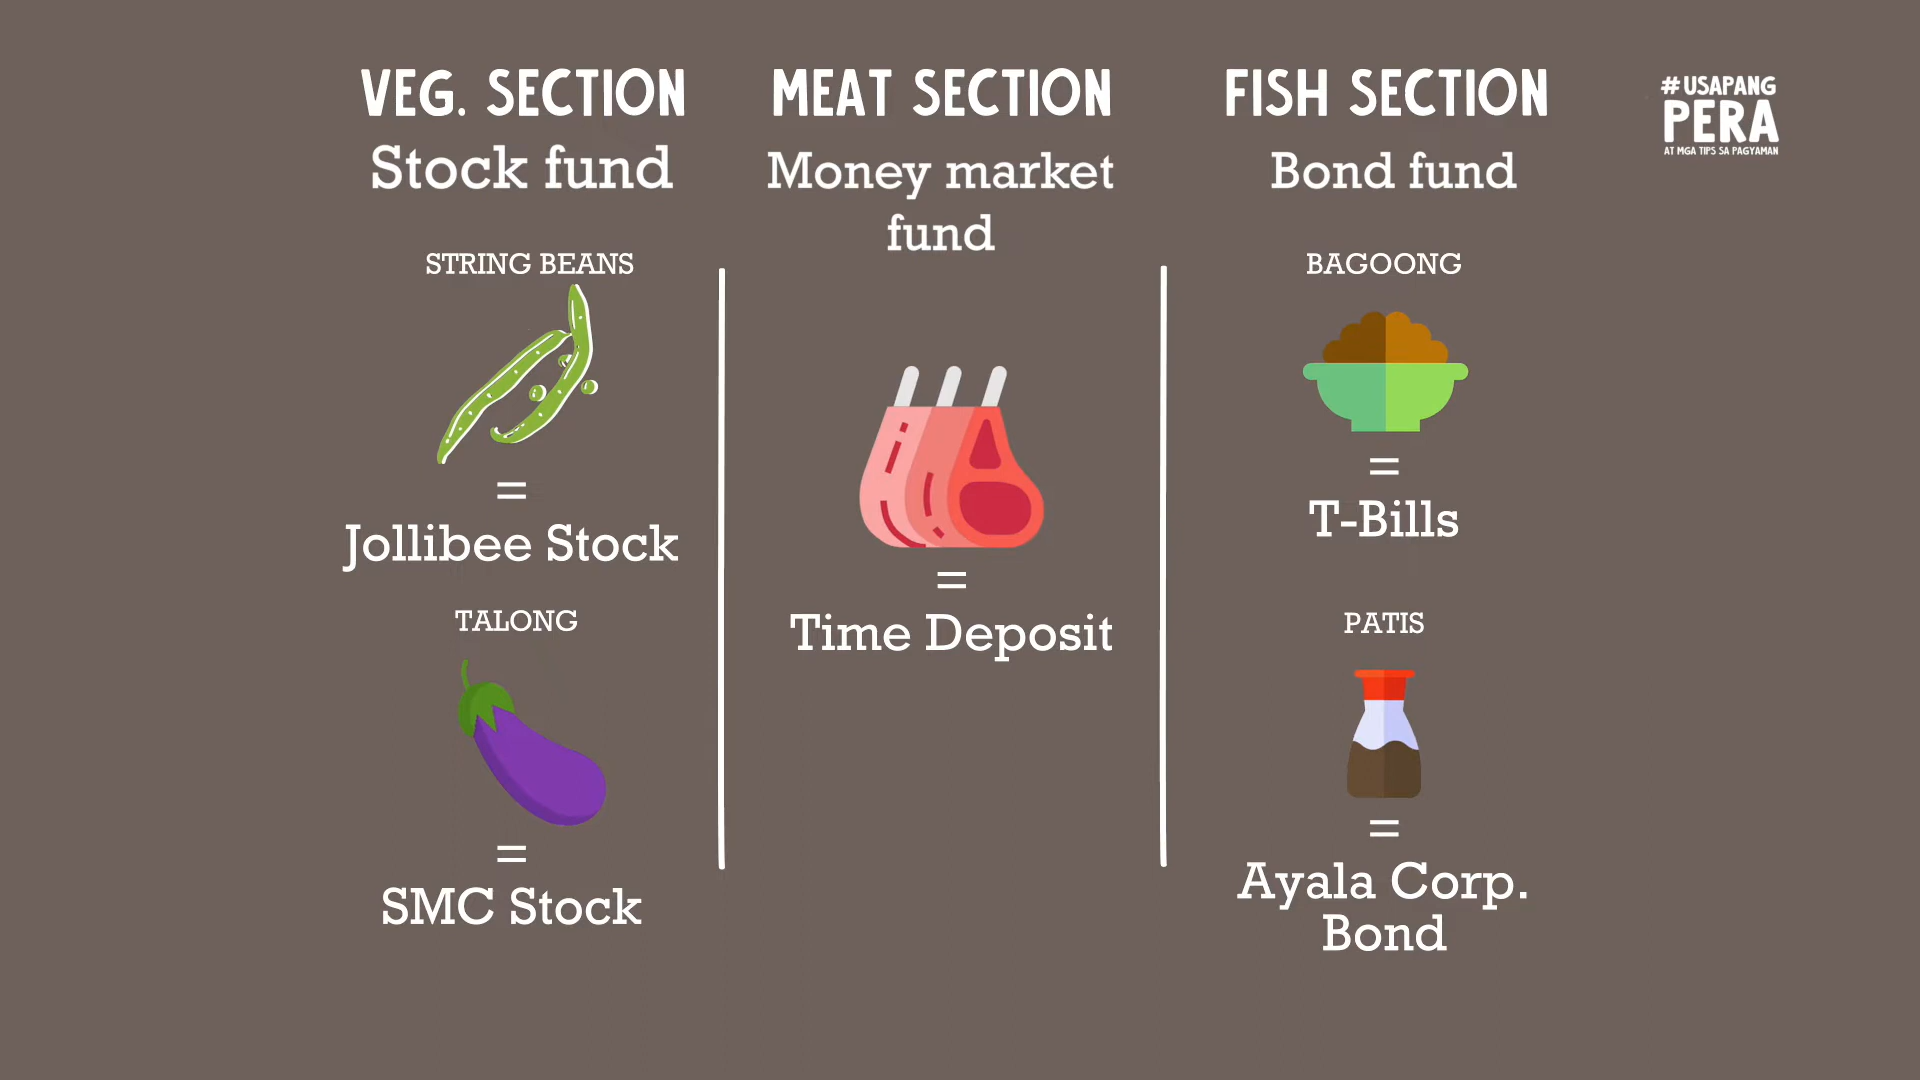 VEG. SECTION
Stock fund
STRING BEANS
=
Jollibee Stock
TALONG
=
SMC Stock
MEAT SECTION
Money market
fund
=
Time Deposit
FISH SECTION
Bond fund
BAGOONG
=
T-Bills
PATIS
=
Ayala Corp.
Bond
#USAPANG
PERA
AT MGA TIPS SA PAGYAMAN